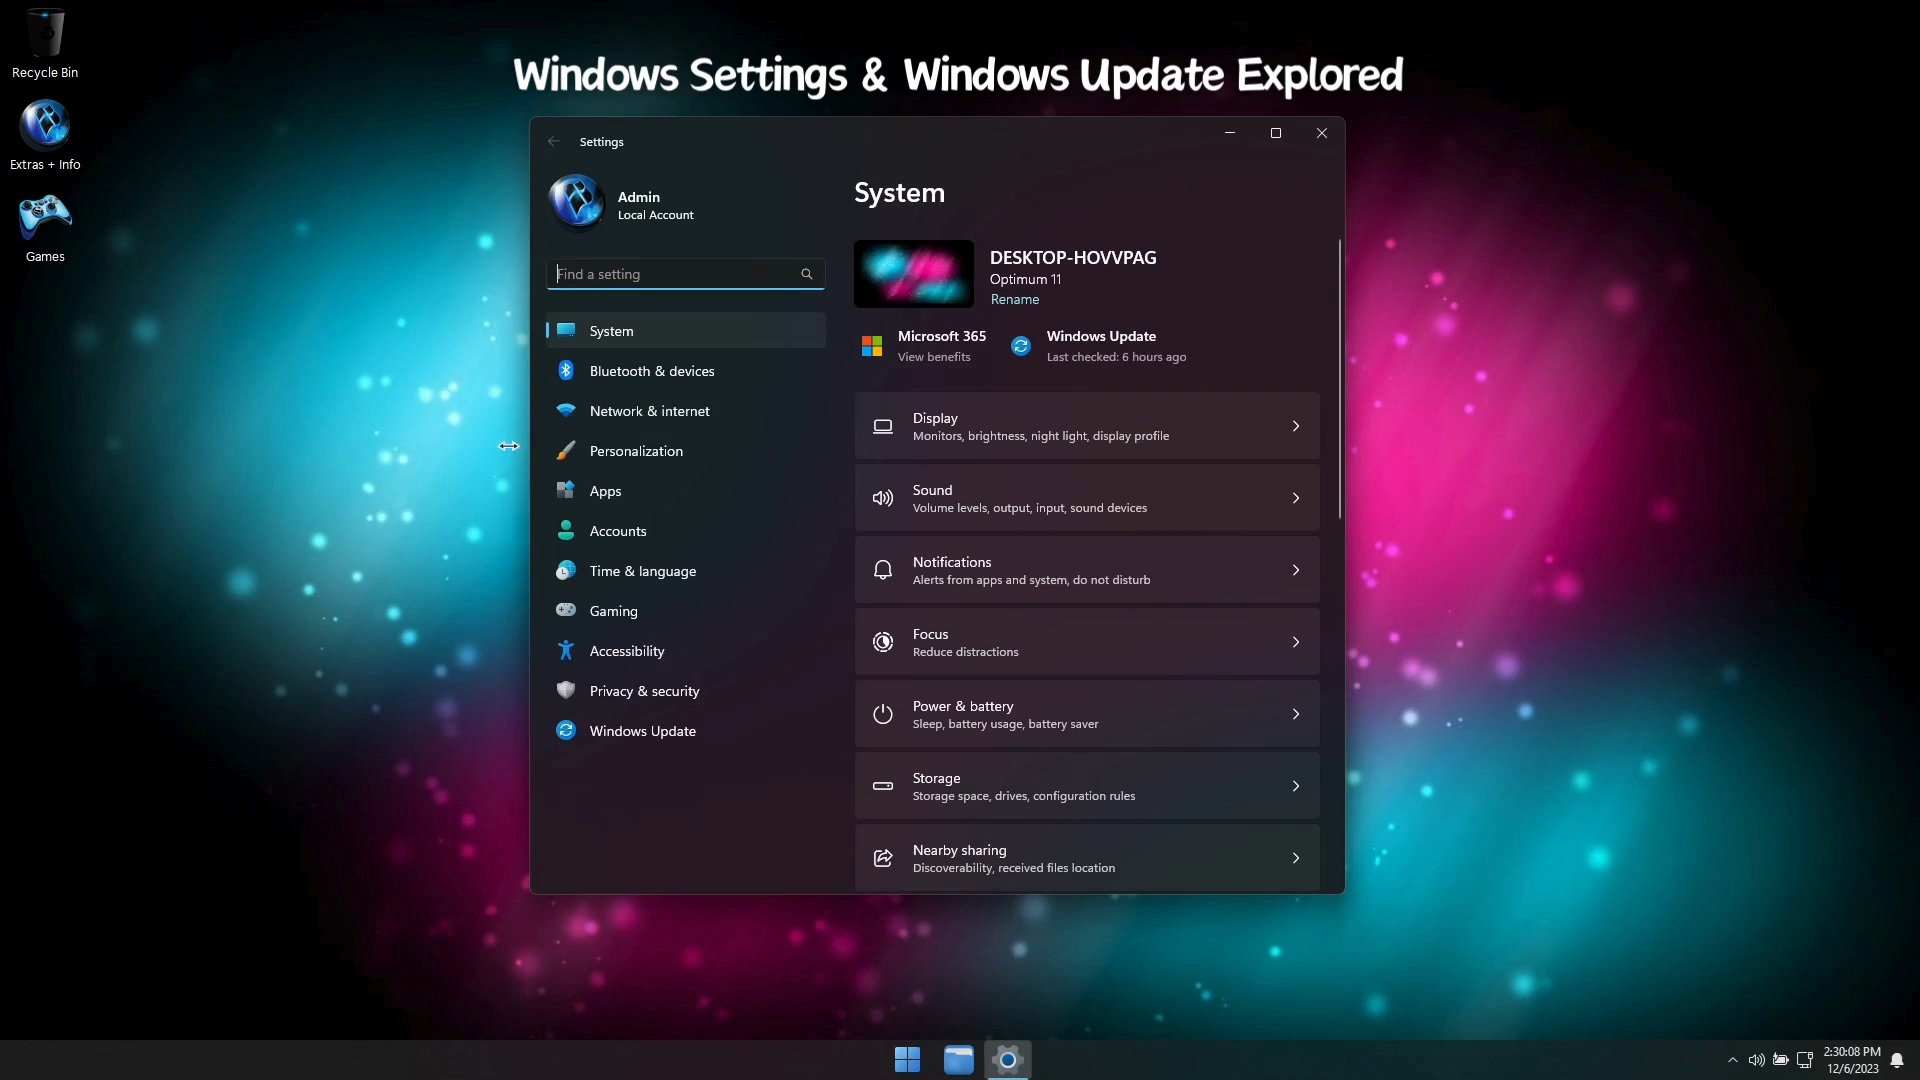 Windows Settings & Windows Update Explored
Recycle Bin
Extras + Info
Games
Settings
Admin
Local Account
Find a setting
System
Bluetooth & devices
Network & internet
Personalization
Apps
Accounts
Time & language
Gaming
Accessibility
Privacy & security
Windows Update
System
DESKTOP-HOVVPAG
Optimum 11
Rename
Microsoft 365
View benefits
Windows Update
Last checked: 6 hours ago
Display
Monitors, brightness, night light, display profile
Sound
Volume levels, output, input, sound devices
Notifications
Alerts from apps and system, do not disturb
Focus
Reduce distractions
Power & battery
Sleep, battery usage, battery saver
Storage
Storage space, drives, configuration rules
Nearby sharing
Discoverability, received files location
2:30:08 PM
12/6/2023